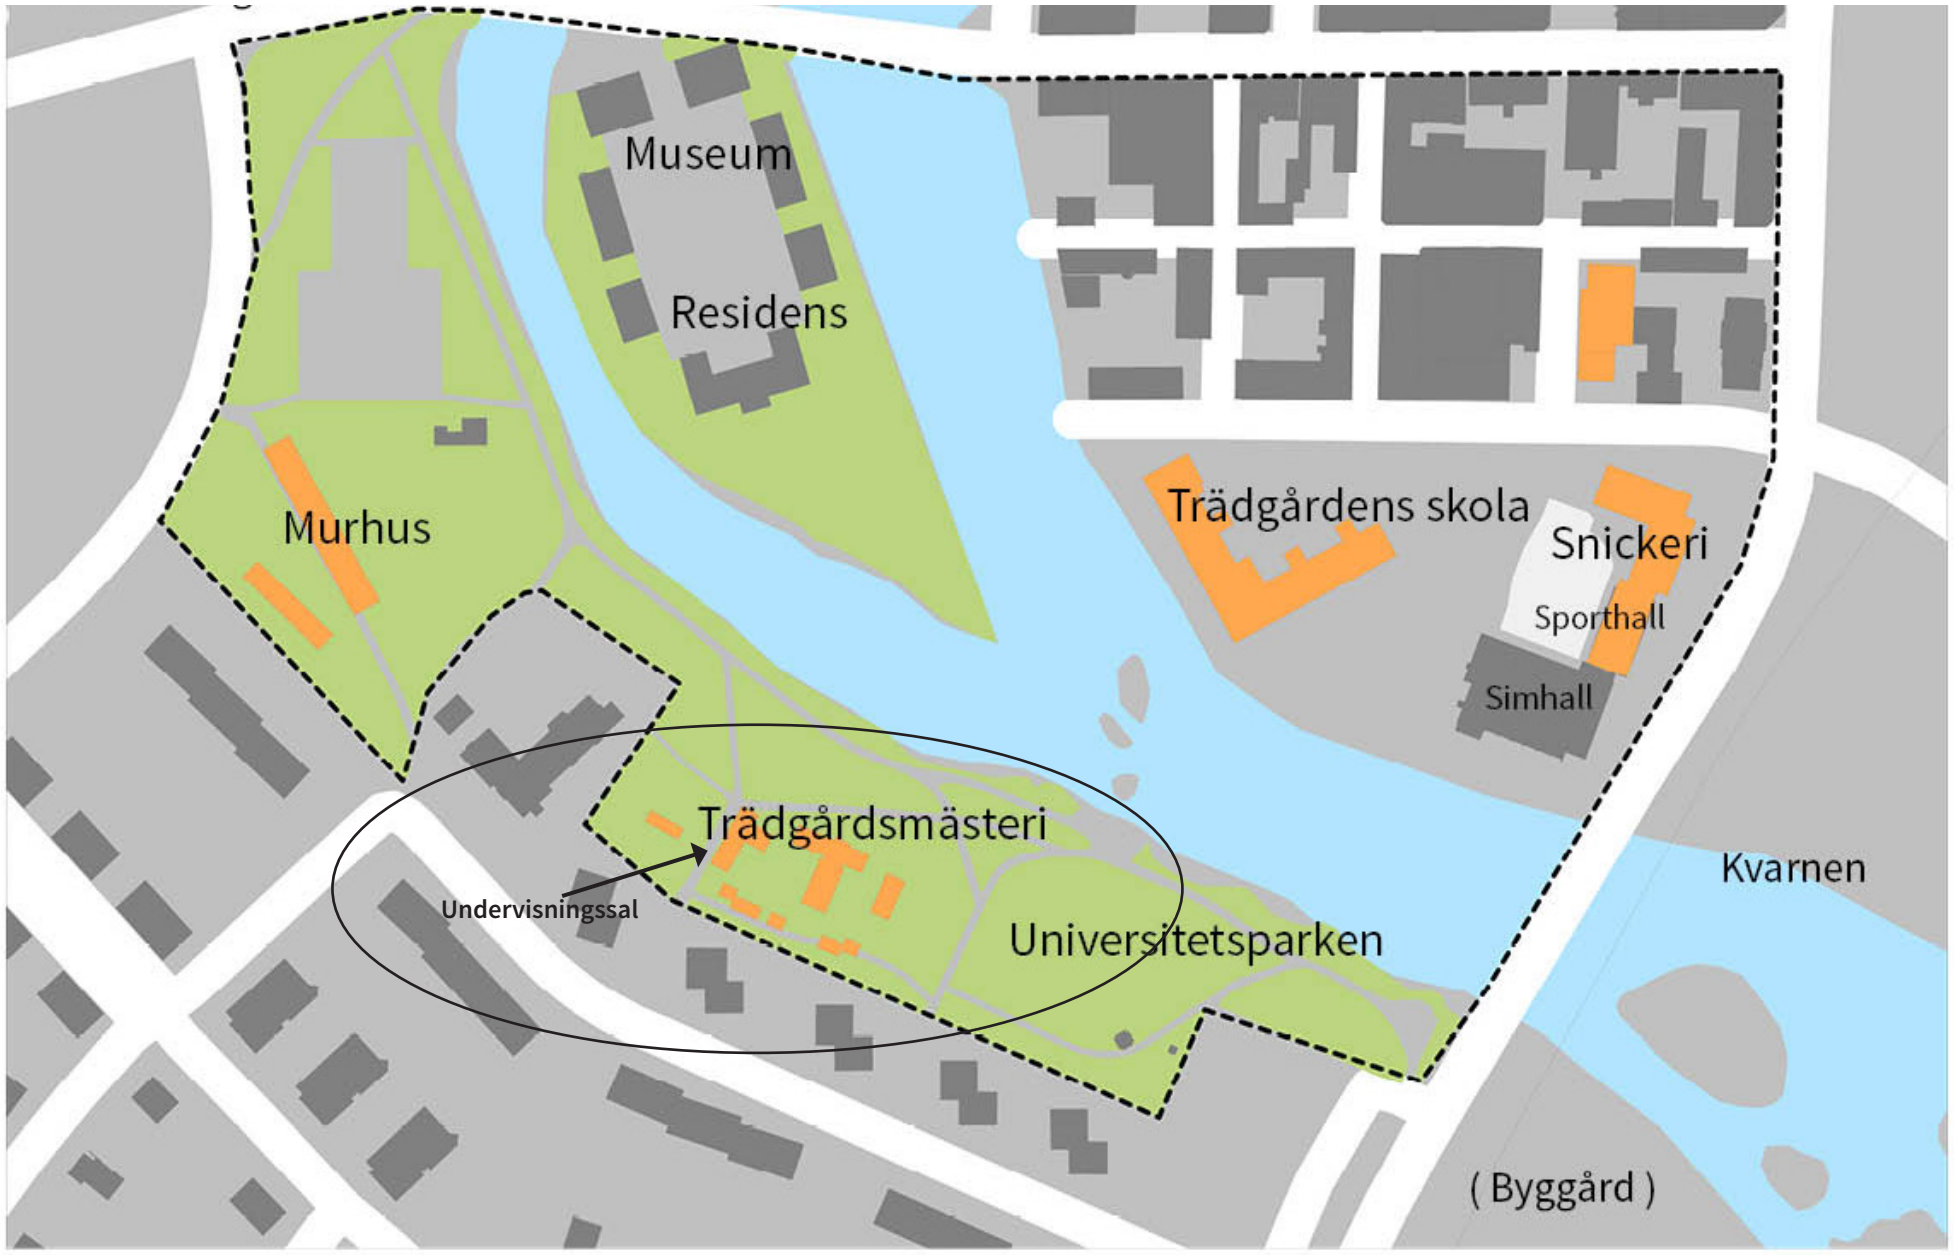 Museum
Residens
Trädgårdens skola
Murhus
Snickeri
Sporthall
Simhall
Trädgårdsmästeri
Kvarnen
Undervisningssal
Universitetsparken
( Byggård )